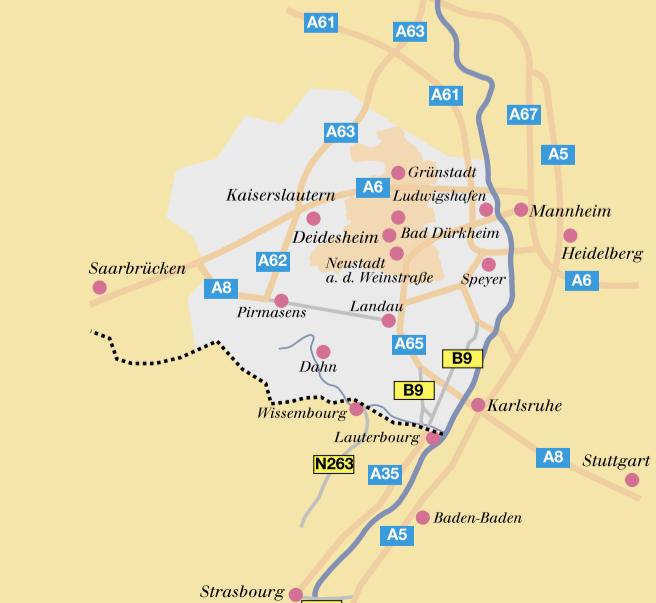 A61
A63
A61
A67
A63
A5
Grünstadt
A6
Kaiserslautern
Ludwigshafen
Mannheim
Deidesheim
Bad Dürkheim
Heidelberg
Saarbrücken
A62
Neustadt
a. d. Weinstraße
Speyer
A8
A6
Pirmasens
Landau
A65
Dahn
B9
B9
Wissembourg
Karlsruhe
Lauterbourg
N263
A35
A8
Stuttgart
Baden-Baden
A5
Strasbourg